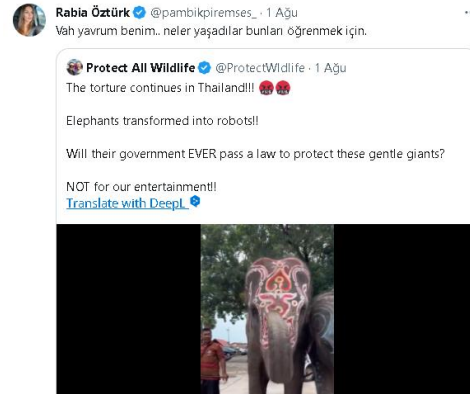 Rabia Öztürk @pambikpiremses_ · 1 Ağu
Vah yavrum benim.. neler yaşadılar bunları öğrenmek için.
Protect All Wildlife @ProtectWldlife · 1 Ağu
The torture continues in Thailand!!! 🤬🤬
Elephants transformed into robots!!
Will their government EVER pass a law to protect these gentle giants?
NOT for our entertainment!!
Translate with DeepL